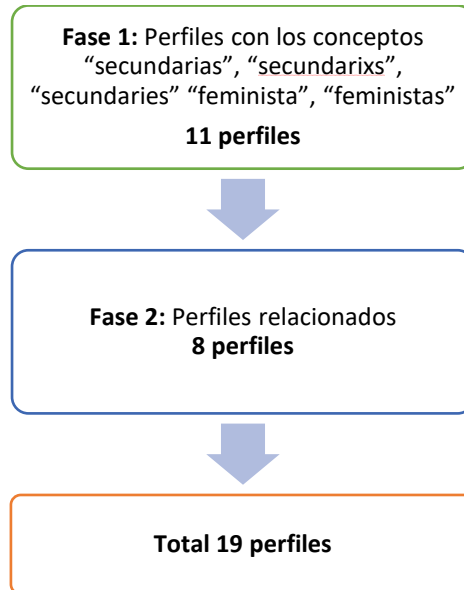 Fase 1: Perfiles con los conceptos
“secundarias”, “secundarixs”,
“secundaries” “feminista”, “feministas”
11 perfiles
Fase 2: Perfiles relacionados
8 perfiles
Total 19 perfiles